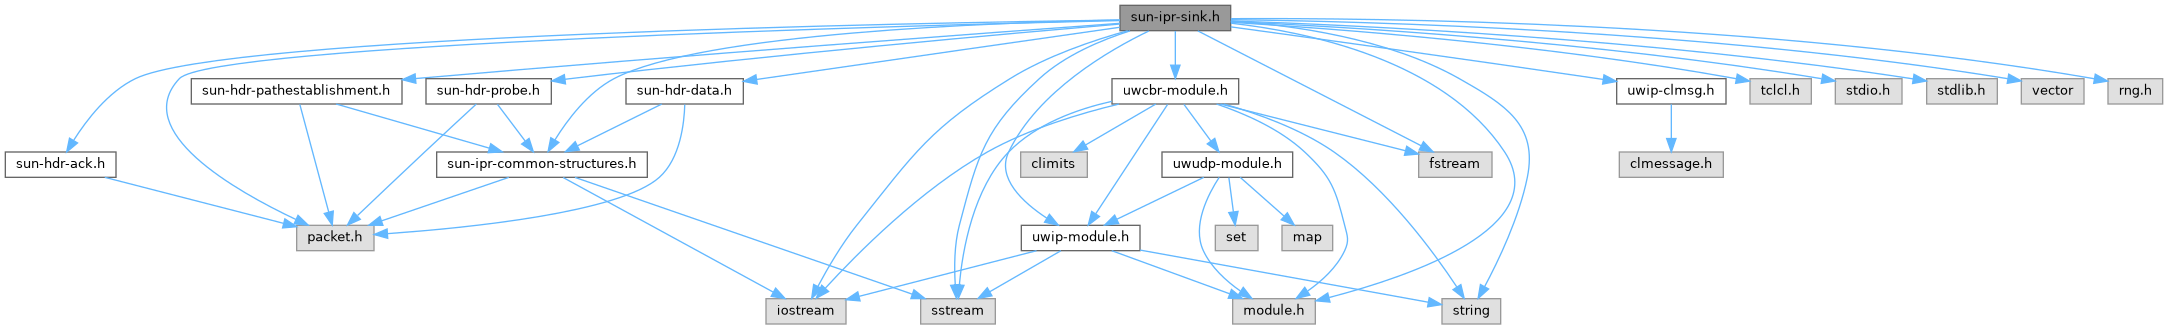 sun-ipr-sink.h
sun-hdr-pathestablishment.h
sun-hdr-probe.h
sun-hdr-data.h
uwcbr-module.h
uwip-clmsg.h
tclcl.h
stdio.h
stdlib.h
vector
rng.h
sun-hdr-ack.h
sun-ipr-common-structures.h
climits
uwudp-module.h
fstream
clmessage.h
packet.h
uwip-module.h
set
map
iostream
sstream
module.h
string